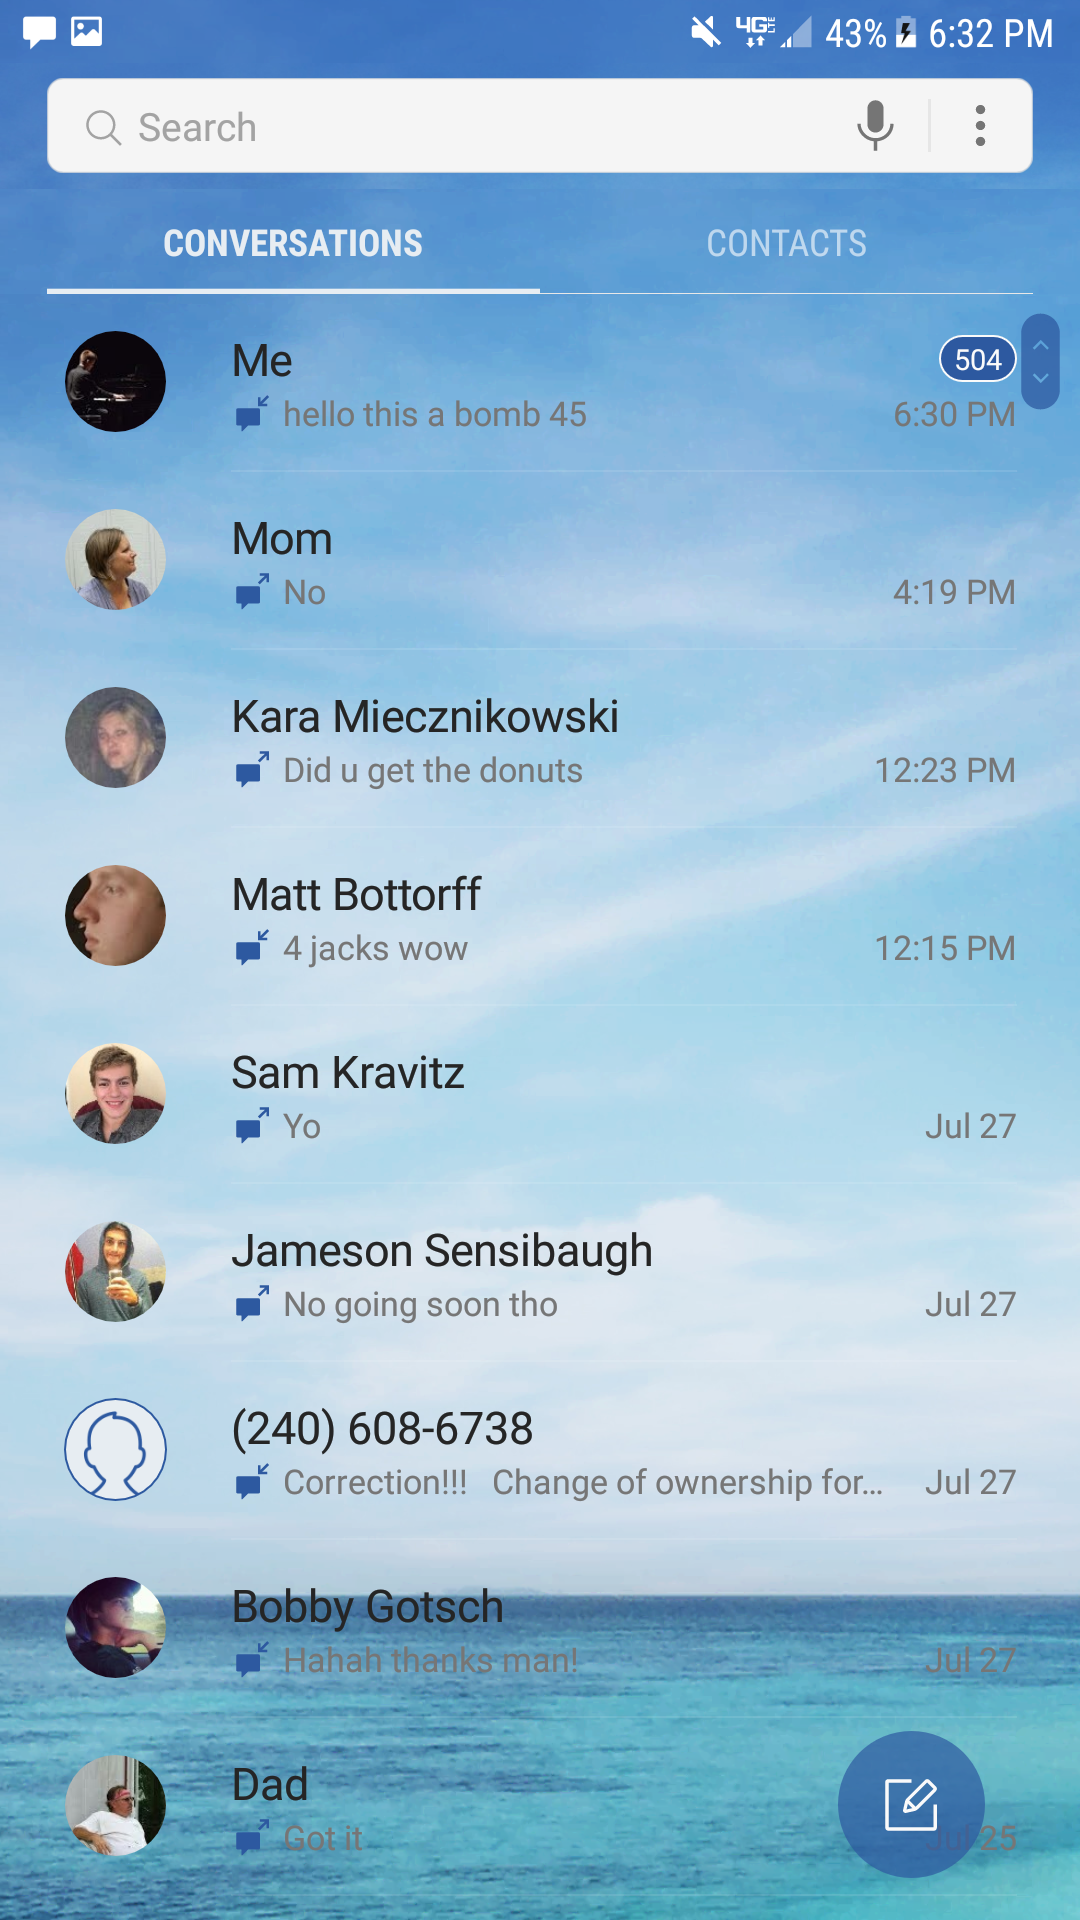 4G LTE 43% 6:32 PM
Search
CONVERSATIONS CONTACTS
Me 504
hello this a bomb 45 6:30 PM
Mom
No 4:19 PM
Kara Miecznikowski
Did u get the donuts 12:23 PM
Matt Bottorff
4 jacks wow 12:15 PM
Sam Kravitz
Yo Jul 27
Jameson Sensibaugh
No going soon tho Jul 27
(240) 608-6738
Correction!!! Change of ownership for... Jul 27
Bobby Gotsch
Hahah thanks man! Jul 27
Dad
Got it Jul 25